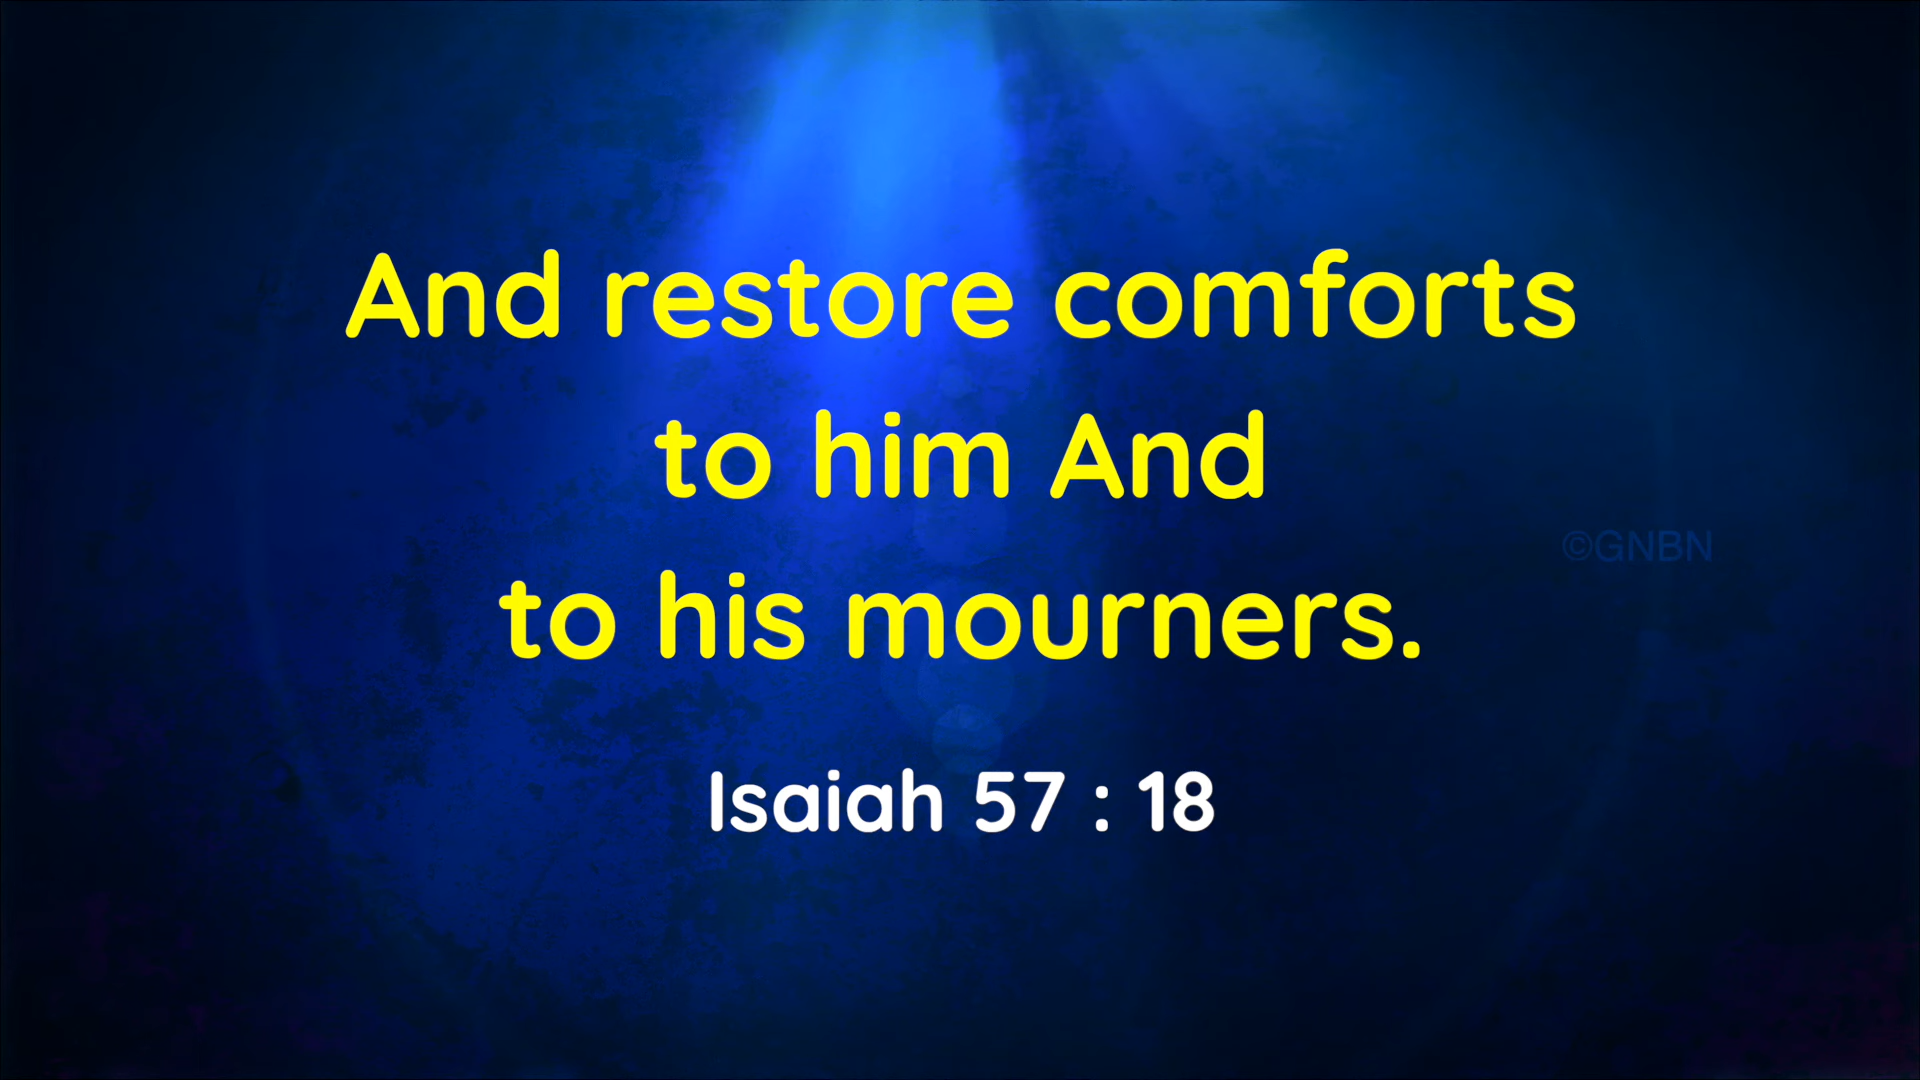 And restore comforts
to him And
to his mourners.
©GNBN
Isaiah 57 : 18